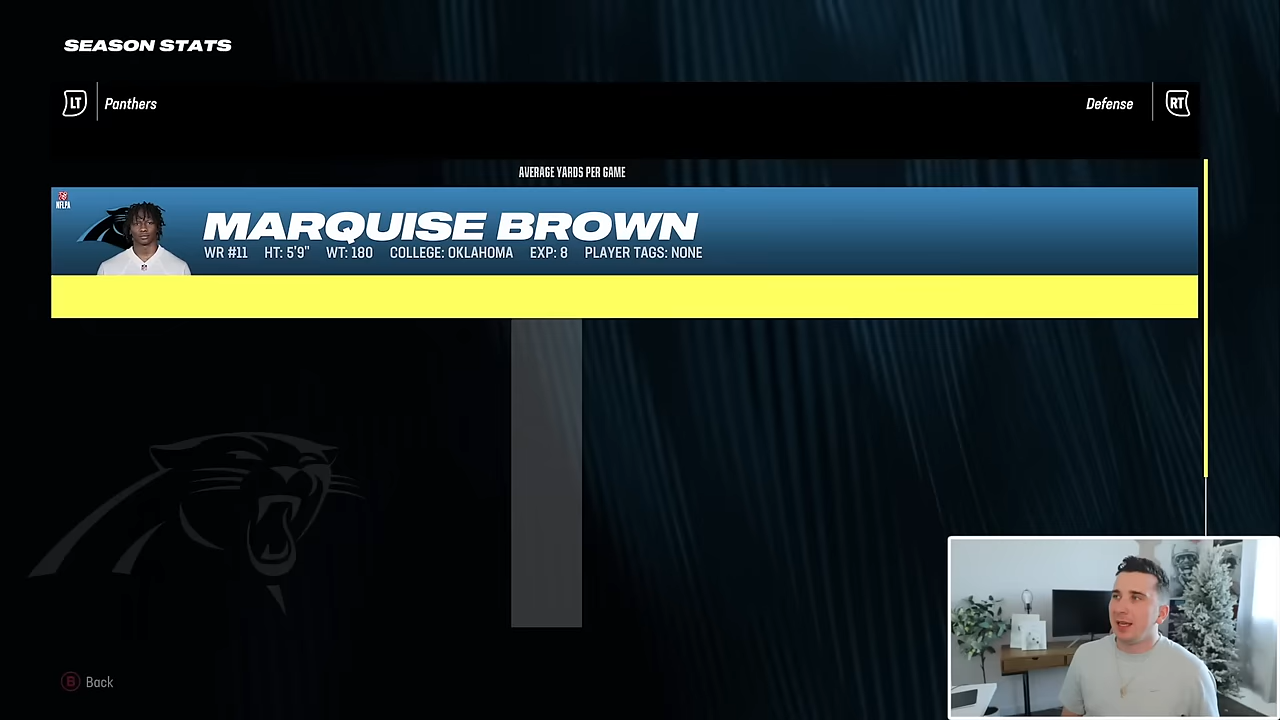 SEASON STATS
LT Panthers
Defense RT
AVERAGE YARDS PER GAME
NFLPA
MARQUISE BROWN
WR #11 HT: 5'9" WT: 180 COLLEGE: OKLAHOMA EXP: 8 PLAYER TAGS: NONE
B Back